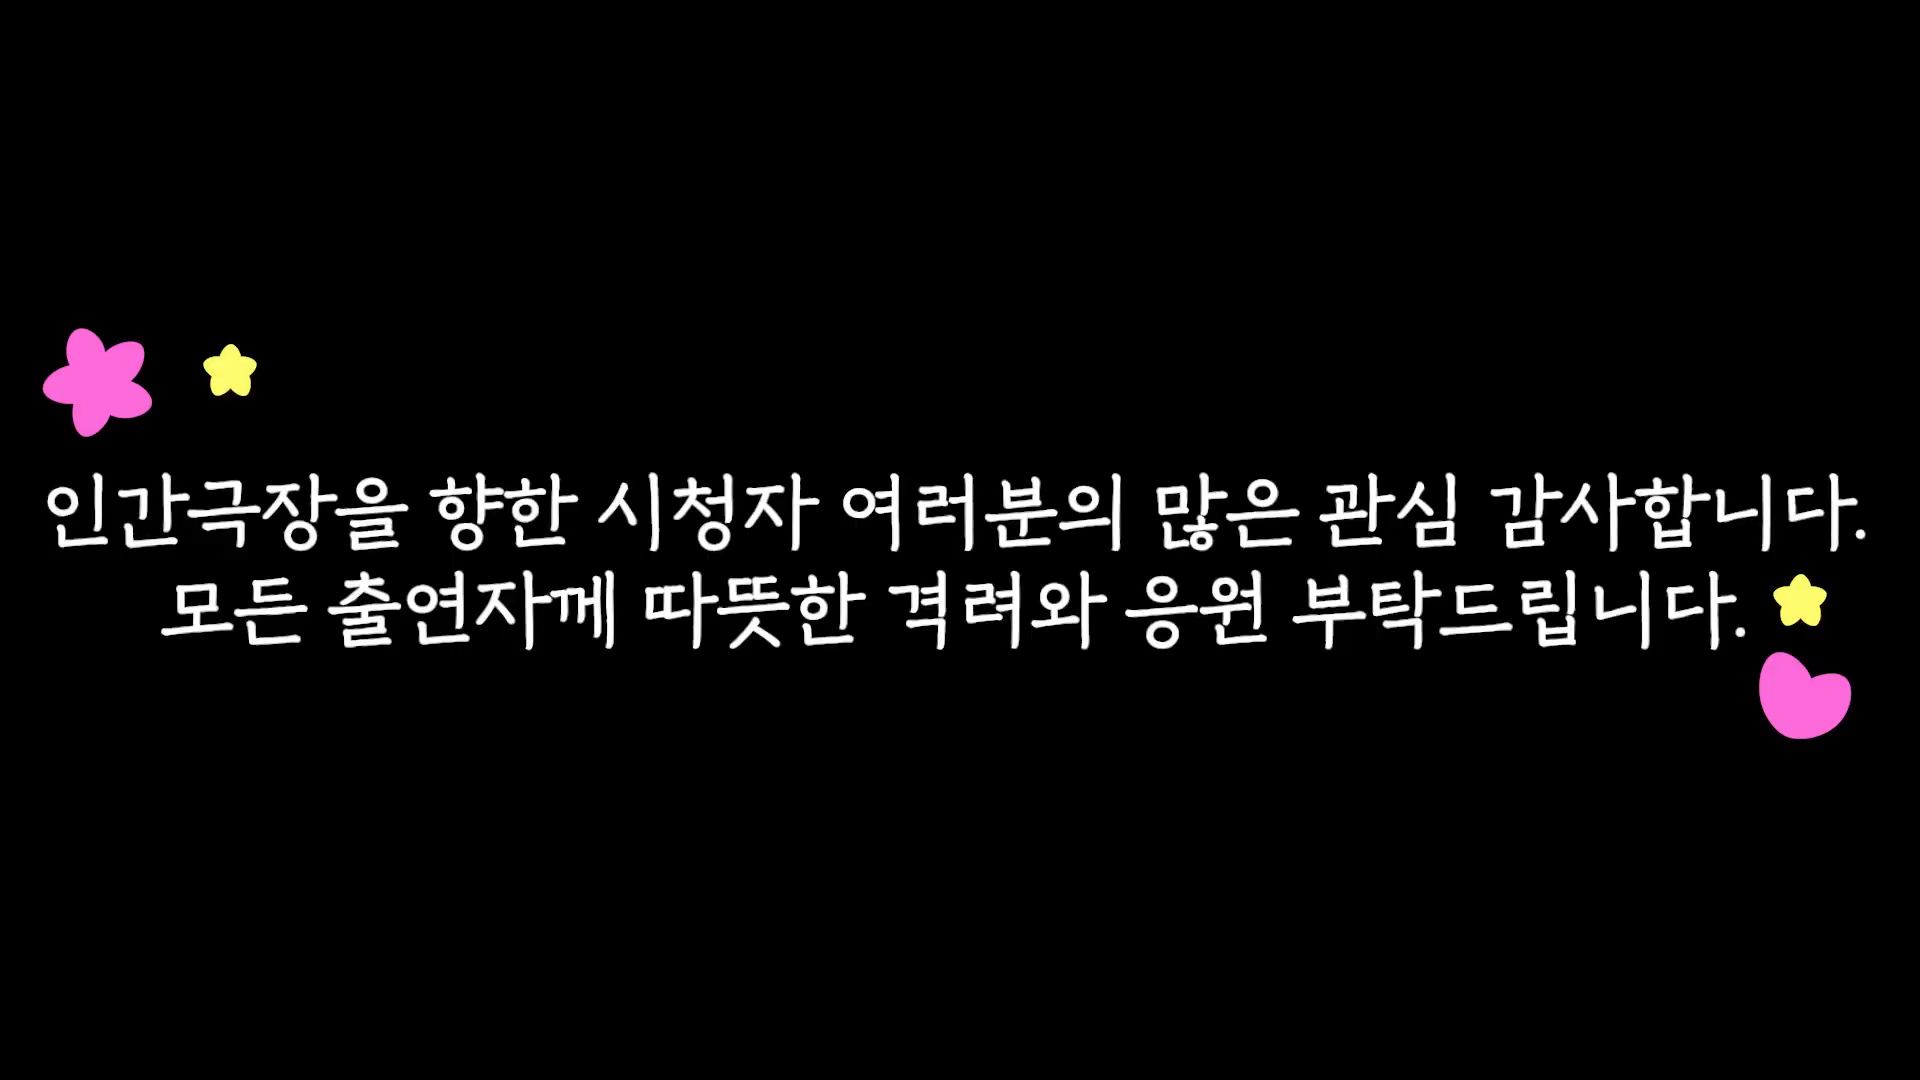 인간극장을 향한 시청자 여러분의 많은 관심 감사합니다.
모든 출연자께 따뜻한 격려와 응원 부탁드립니다.